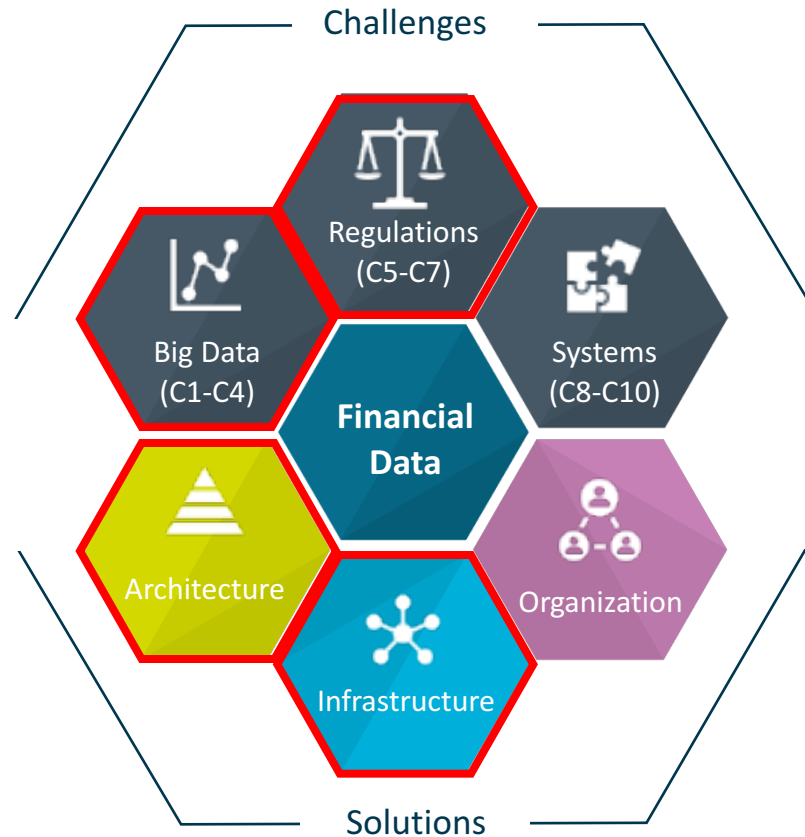 Challenges
Regulations
(C5-C7)
Big Data
(C1-C4)
Systems
(C8-C10)
Financial
Data
Architecture
Organization
Infrastructure
Solutions